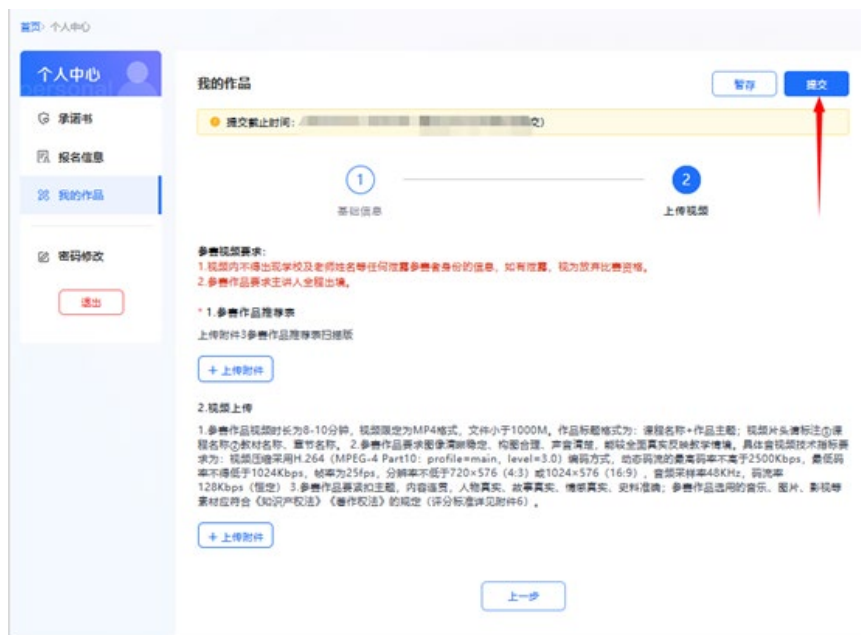 首页> 个人中心
个人中心
personal
承诺书
报名信息
我的作品
密码修改
退出
我的作品
暂存
提交
提交截止时间：
交）
1
2
基础信息
上传视频
参赛视频要求：
1.视频内不得出现学校及老师姓名等任何泄露参赛者身份的信息，如有泄露，视为放弃比赛资格。
2.参赛作品要求主讲人全程出境。
* 1.参赛作品推荐表
上传附件3参赛作品推荐表扫描版
+ 上传附件
2.视频上传
1.参赛作品视频时长为8-10分钟，视频限定为MP4格式，文件小于1000M。作品标题格式为：课程名称+作品主题；视频片头请标注①课
程名称②教材名称、章节名称。 2.参赛作品要求图像清晰稳定、构图合理、声音清楚，能较全面真实反映教学情境。具体音视频技术指标要
求为：视频压缩采用H.264（MPEG-4 Part10：profile=main，level=3.0）编码方式，动态码流的最高码率不高于2500Kbps，最低码
率不得低于1024Kbps，帧率为25fps，分辨率不低于720×576 (4:3) 或1024×576 (16:9) ，音频采样率48KHz，码流率
128Kbps（恒定） 3.参赛作品要紧扣主题，内容连贯，人物真实、故事真实、情感真实、史料准确；参赛作品选用的音乐、图片、影视等
素材应符合《知识产权法》《著作权法》的规定（评分标准详见附件6）。
+ 上传附件
上一步